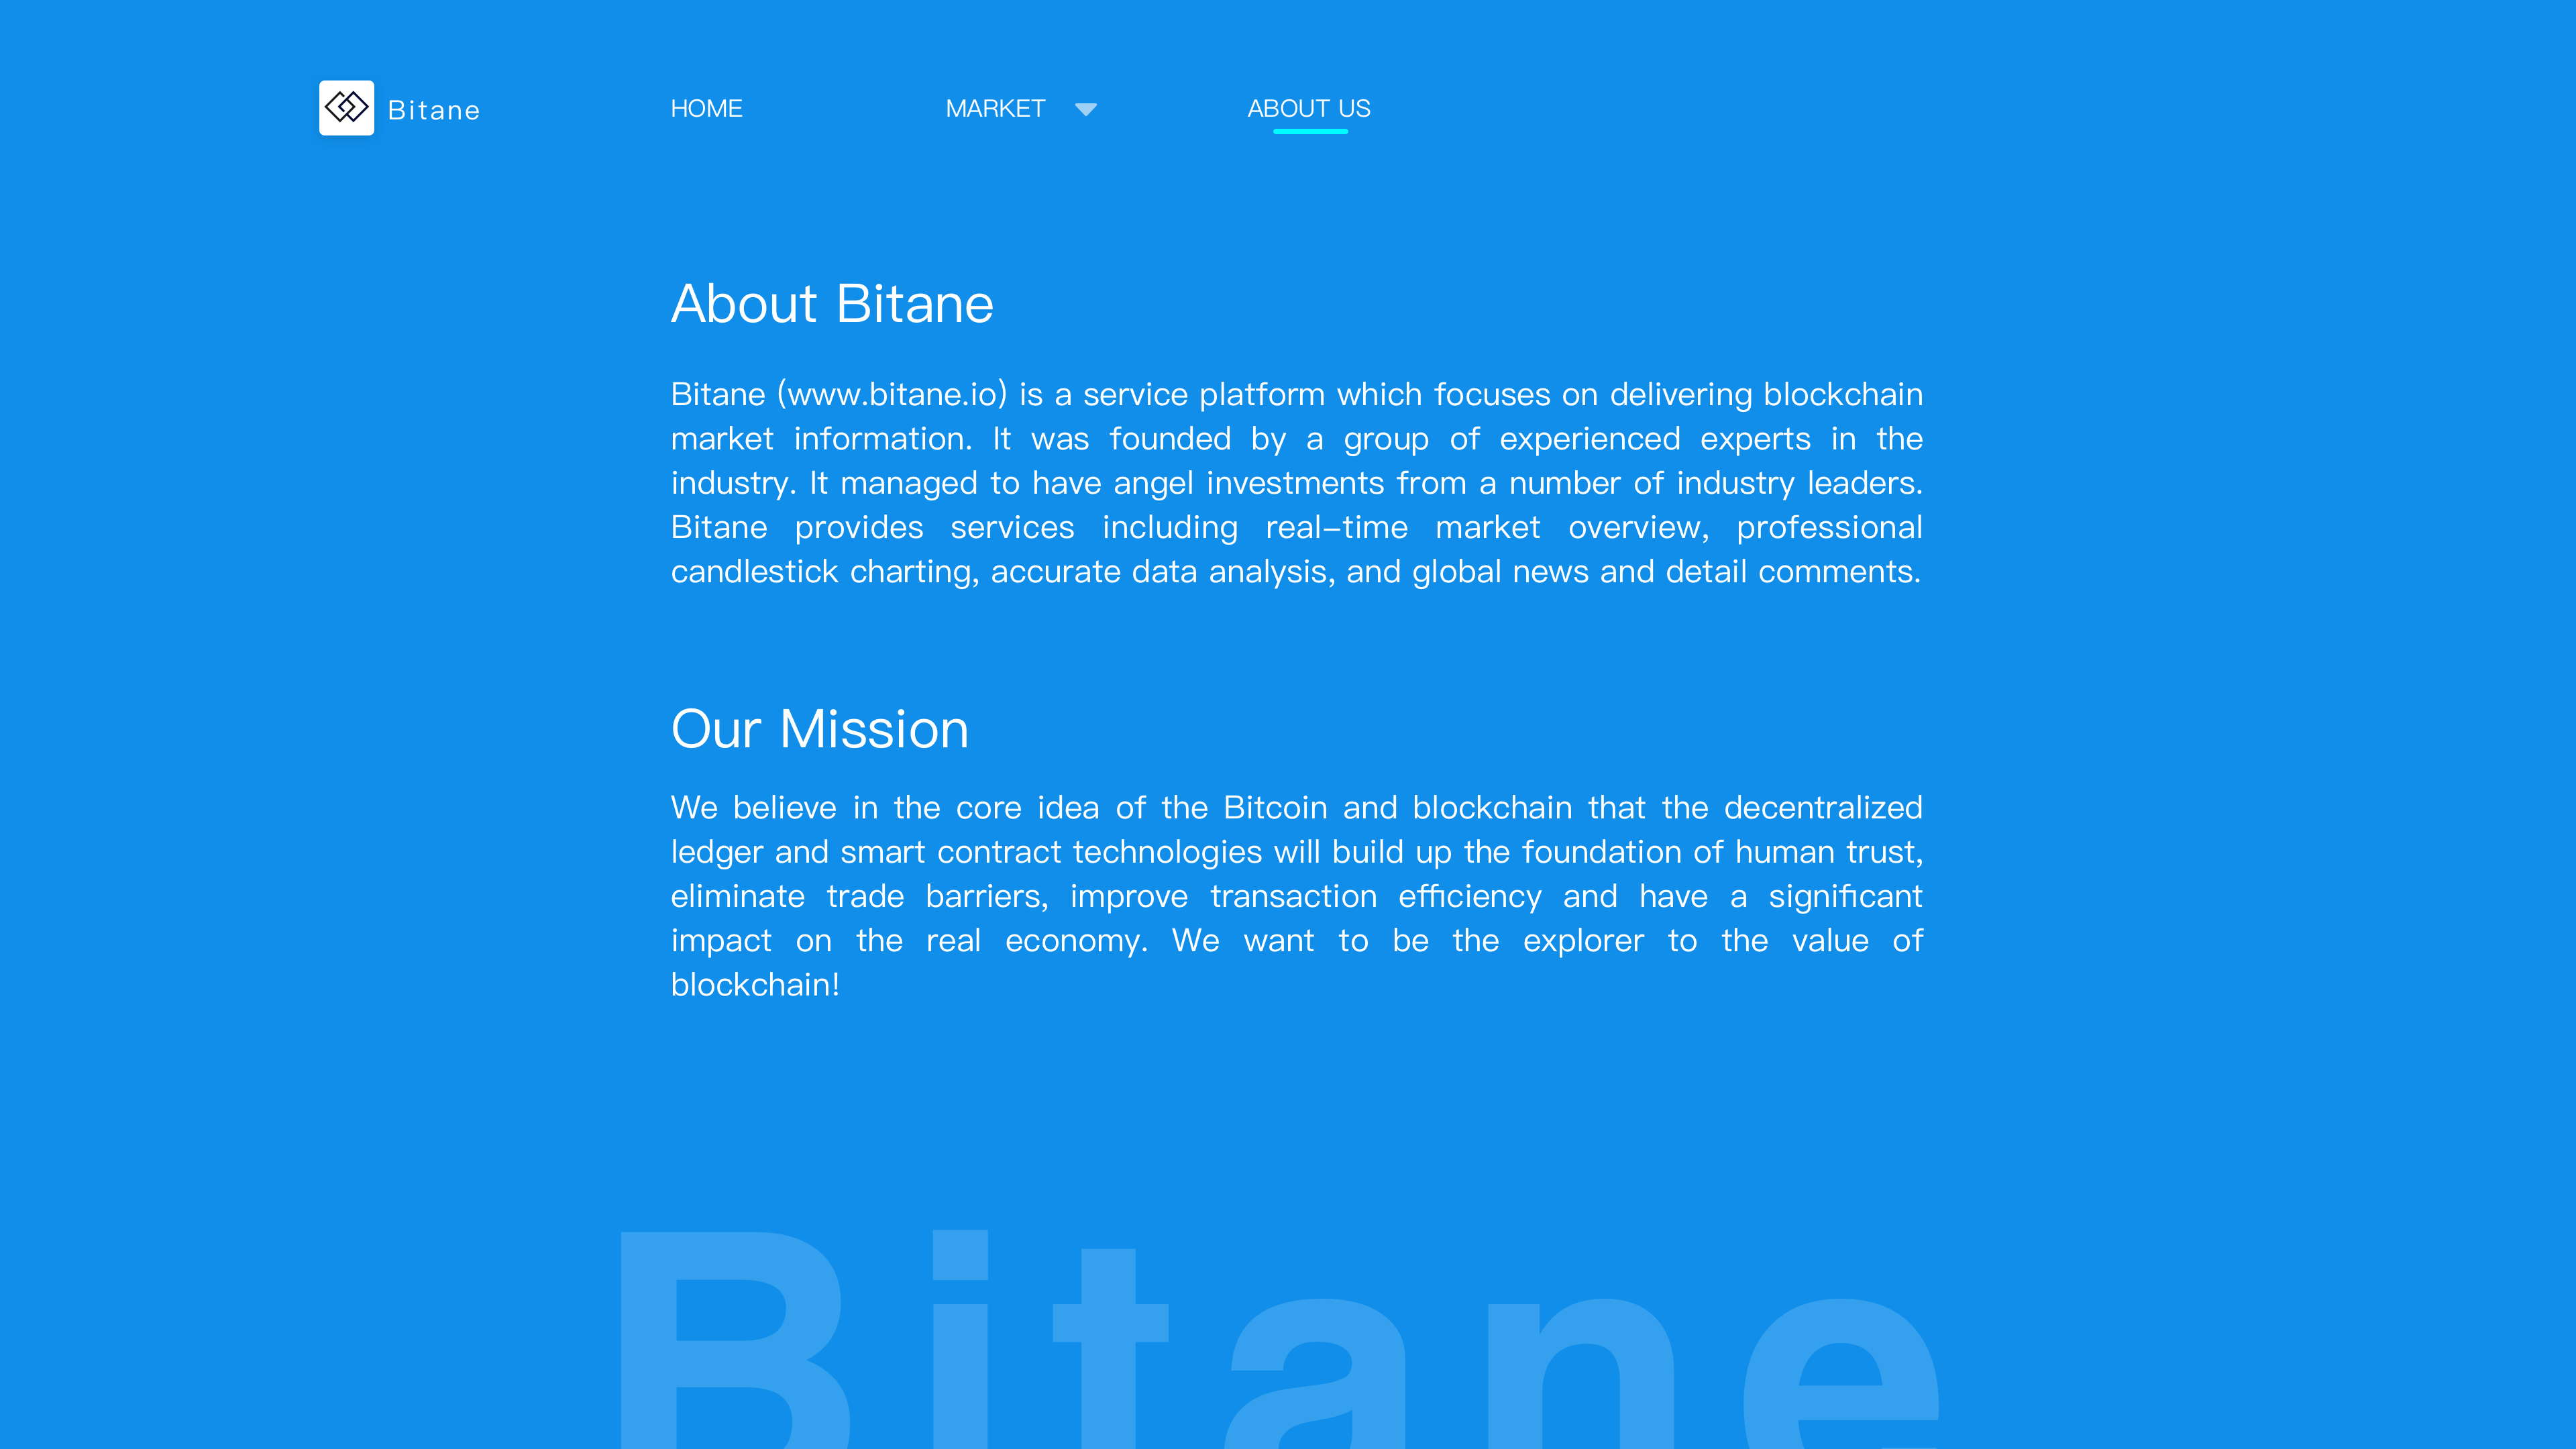 Bitane
HOME
MARKET
ABOUT US
About Bitane
Bitane (www.bitane.io) is a service platform which focuses on delivering blockchain
market information. It was founded by a group of experienced experts in the
industry. It managed to have angel investments from a number of industry leaders.
Bitane provides services including real-time market overview, professional
candlestick charting, accurate data analysis, and global news and detail comments.
Our Mission
We believe in the core idea of the Bitcoin and blockchain that the decentralized
ledger and smart contract technologies will build up the foundation of human trust,
eliminate trade barriers, improve transaction efficiency and have a significant
impact on the real economy. We want to be the explorer to the value of
blockchain!
Bitane